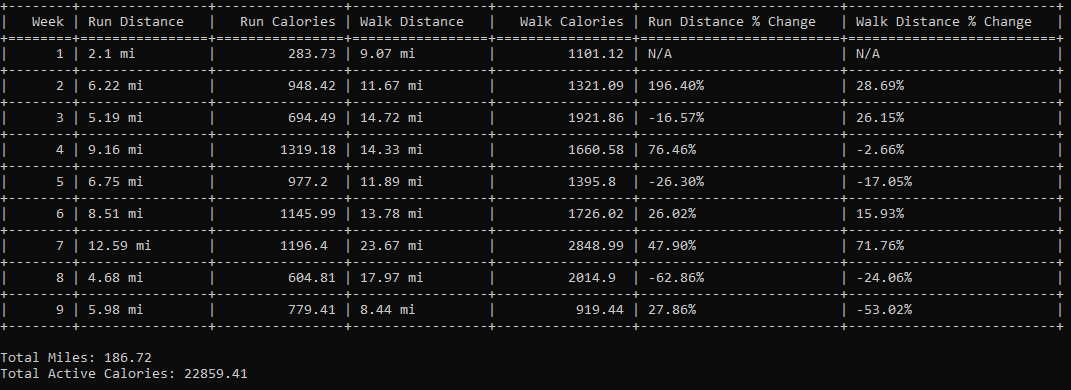 | Week | Run Distance | Run Calories | Walk Distance | Walk Calories | Run Distance % Change | Walk Distance % Change |
| 1 | 2.1 mi | 283.73 | 9.07 mi | 1101.12 | N/A | N/A |
| 2 | 6.22 mi | 948.42 | 11.67 mi | 1321.09 | 196.40% | 28.69% |
| 3 | 5.19 mi | 694.49 | 14.72 mi | 1921.86 | -16.57% | 26.15% |
| 4 | 9.16 mi | 1319.18 | 14.33 mi | 1660.58 | 76.46% | -2.66% |
| 5 | 6.75 mi | 977.2 | 11.89 mi | 1395.8 | -26.30% | -17.05% |
| 6 | 8.51 mi | 1145.99 | 13.78 mi | 1726.02 | 26.02% | 15.93% |
| 7 | 12.59 mi | 1196.4 | 23.67 mi | 2848.99 | 47.90% | 71.76% |
| 8 | 4.68 mi | 604.81 | 17.97 mi | 2014.9 | -62.86% | -24.06% |
| 9 | 5.98 mi | 779.41 | 8.44 mi | 919.44 | 27.86% | -53.02% |
Total Miles: 186.72
Total Active Calories: 22859.41